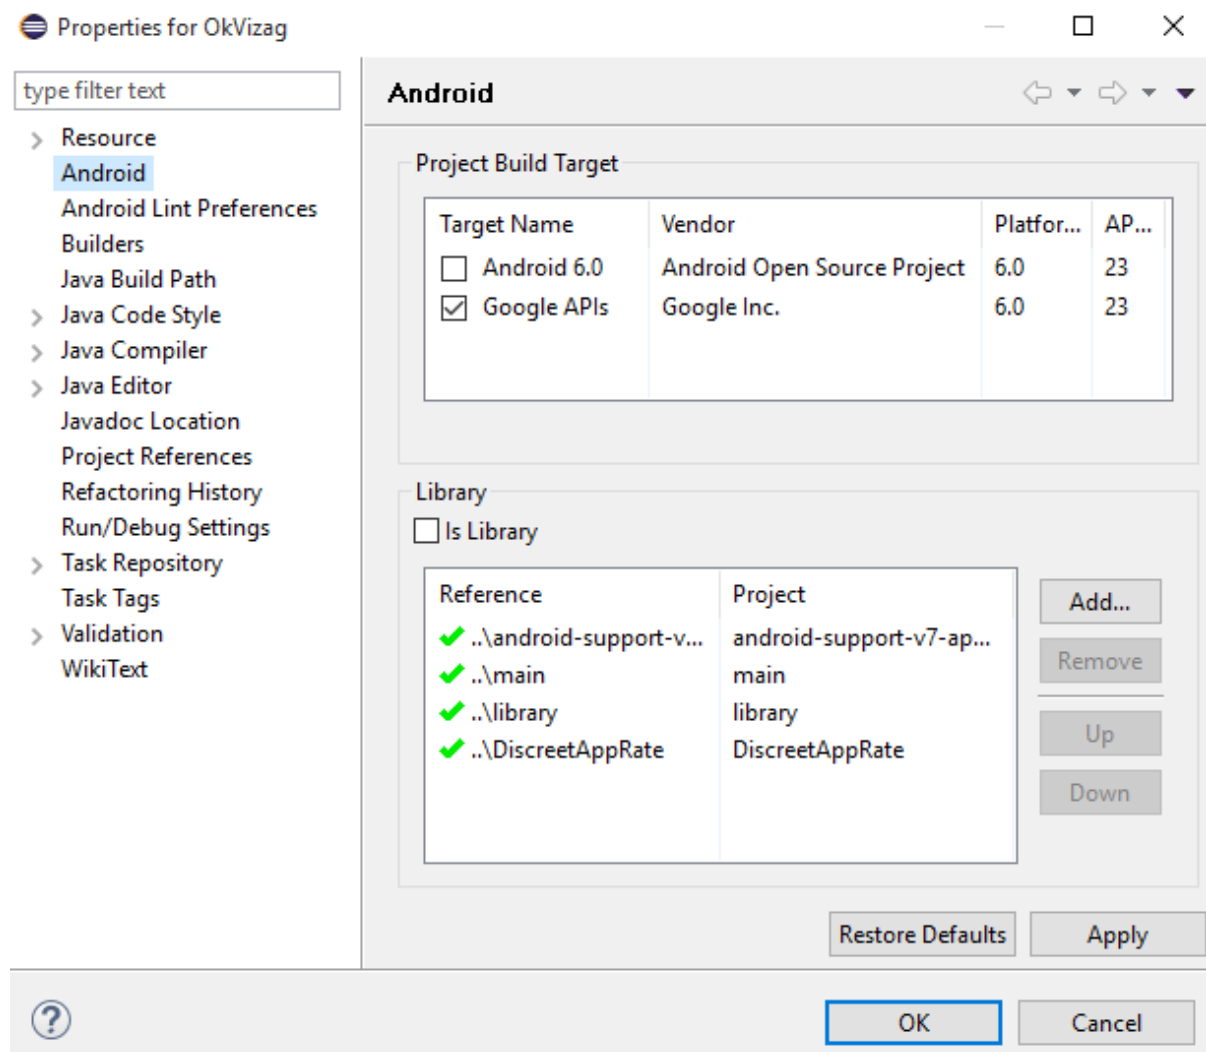 Properties for OkVizag
type filter text
Resource
Android
Android Lint Preferences
Builders
Java Build Path
Java Code Style
Java Compiler
Java Editor
Javadoc Location
Project References
Refactoring History
Run/Debug Settings
Task Repository
Task Tags
Validation
WikiText
Android
Project Build Target
Target Name Vendor Platfor... AP...
Android 6.0 Android Open Source Project 6.0 23
Google APIs Google Inc. 6.0 23
Library
Is Library
Reference Project
..\android-support-v... android-support-v7-ap...
..\main main
..\library library
..\DiscreetAppRate DiscreetAppRate
Add...
Remove
Up
Down
Restore Defaults Apply
? OK Cancel